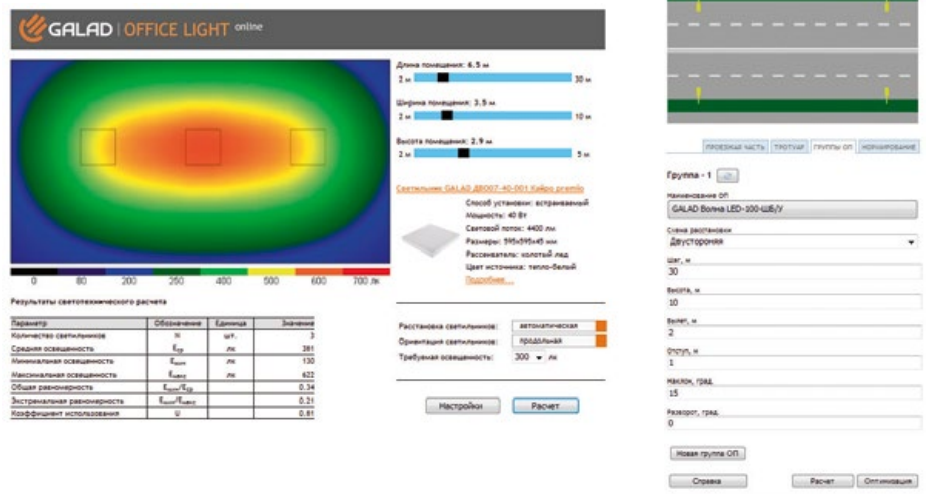 GALAD | OFFICE LIGHT online
Длина помещения: 6.5 м
2 м 30 м
Ширина помещения: 3.5 м
2 м 10 м
Высота помещения: 2.9 м
2 м 5 м
Светильник GALAD ДВО07-40-001 Кайро premio
Способ установки: встраиваемый
Мощность: 40 Вт
Световой поток: 4400 лм
Размеры: 595x595x45 мм
Рассеиватель: колотый лед
Цвет источника: тепло-белый
Подробнее ...
0 80 200 250 400 500 600 700 лк
Результаты светотехнического расчета
Параметр Обозначение Единица Значение
Количество светильников N шт. 3
Средняя освещенность Eср лк 381
Минимальная освещенность Eмин лк 130
Максимальная освещенность Eмакс лк 622
Общая равномерность Eмин/Eср 0.34
Экстремальная равномерность Eмин/Eмакс 0.21
Коэффициент использования U 0.61
Расстановка светильников: автоматическая
Ориентация светильников: продольная
Требуемая освещенность: 300 лк
Настройки Расчет
ПРОЕЗЖАЯ ЧАСТЬ ТРОТУАР ГРУППЫ ОП НОРМИРОВАНИЕ
Группа - 1
Наименование ОП
GALAD Волна LED-100-ШБ/У
Схема расстановки
Двусторонняя
Шаг, м
30
Высота, м
10
Вылет, м
2
Отступ, м
1
Наклон, град.
15
Разворот, град.
0
Новая группа ОП
Справка Расчет Оптимизация